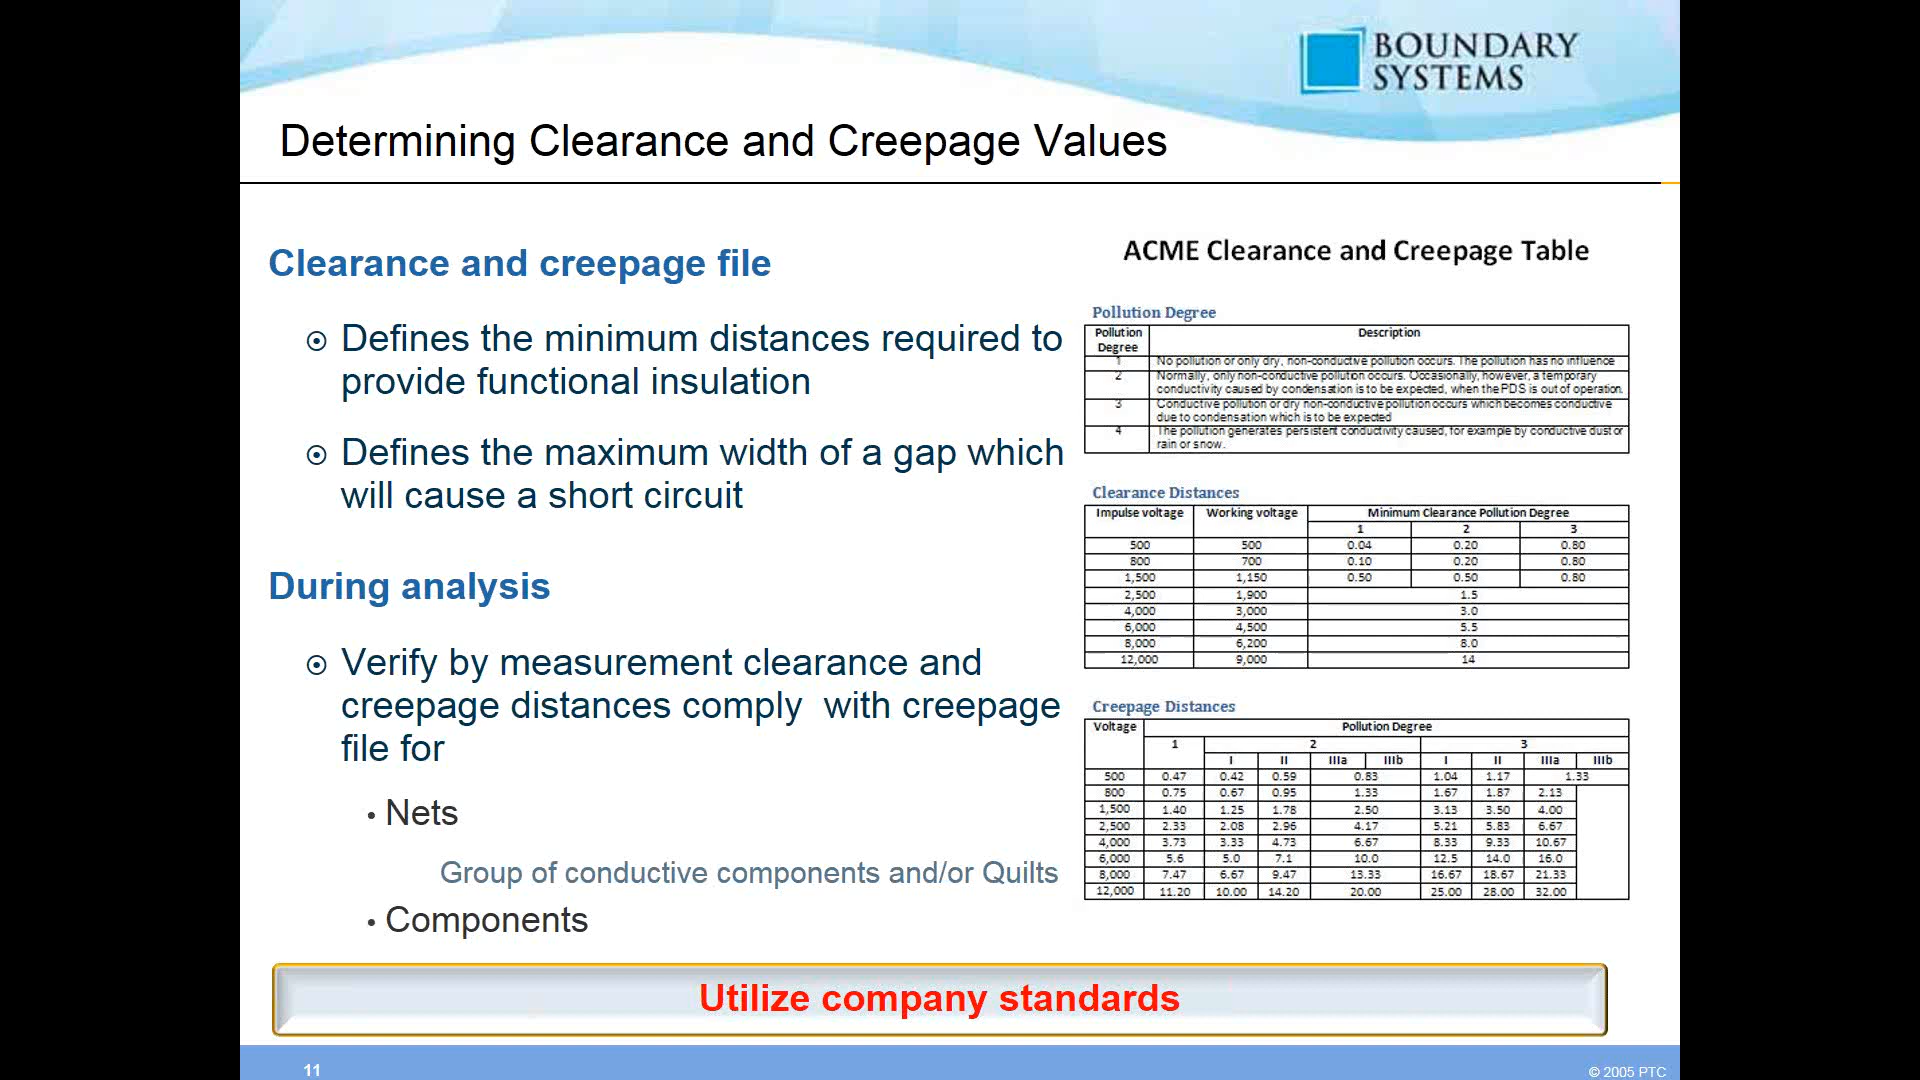 BOUNDARY
SYSTEMS
Determining Clearance and Creepage Values
Clearance and creepage file
Defines the minimum distances required to
provide functional insulation
Defines the maximum width of a gap which
will cause a short circuit
During analysis
Verify by measurement clearance and
creepage distances comply with creepage
file for
• Nets
Group of conductive components and/or Quilts
• Components
ACME Clearance and Creepage Table
Pollution Degree
Pollution Degree Description
1 No pollution or only dry, non-conductive pollution occurs. The pollution has no influence
2 Normally, only non-conductive pollution occurs. Occasionally, however, a temporary
conductivity caused by condensation is to be expected, when the PDS is out of operation.
3 Conductive pollution or dry non-conductive pollution occurs which becomes conductive
due to condensation which is to be expected
4 The pollution generates persistent conductivity caused, for example by conductive dust or
rain or snow.
Clearance Distances
Impulse voltage Working voltage Minimum Clearance Pollution Degree
1 2 3
500 500 0.04 0.20 0.80
800 700 0.10 0.20 0.80
1,500 1,150 0.50 0.50 0.80
2,500 1,900 1.5
4,000 3,000 3.0
6,000 4,500 5.5
8,000 6,200 8.0
12,000 9,000 14
Creepage Distances
Voltage Pollution Degree
1 2 3
I II IIIa IIIb I II IIIa IIIb
500 0.47 0.42 0.59 0.83 1.04 1.17 1.33
800 0.75 0.67 0.95 1.33 1.67 1.87 2.13
1,500 1.40 1.25 1.78 2.50 3.13 3.50 4.00
2,500 2.33 2.08 2.96 4.17 5.21 5.83 6.67
4,000 3.73 3.33 4.73 6.67 8.33 9.33 10.67
6,000 5.6 5.0 7.1 10.0 12.5 14.0 16.0
8,000 7.47 6.67 9.47 13.33 16.67 18.67 21.33
12,000 11.20 10.00 14.20 20.00 25.00 28.00 32.00
Utilize company standards
11
© 2005 PTC